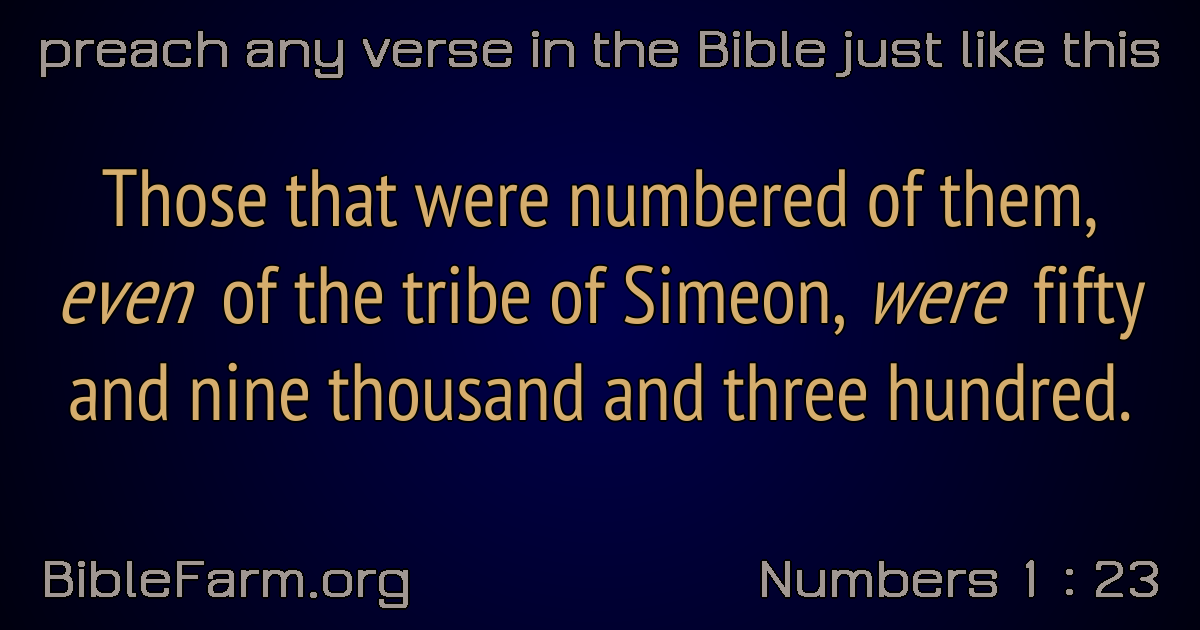 preach any verse in the Bible just like this
Those that were numbered of them,
even of the tribe of Simeon, were fifty
and nine thousand and three hundred.
BibleFarm.org
Numbers 1 : 23